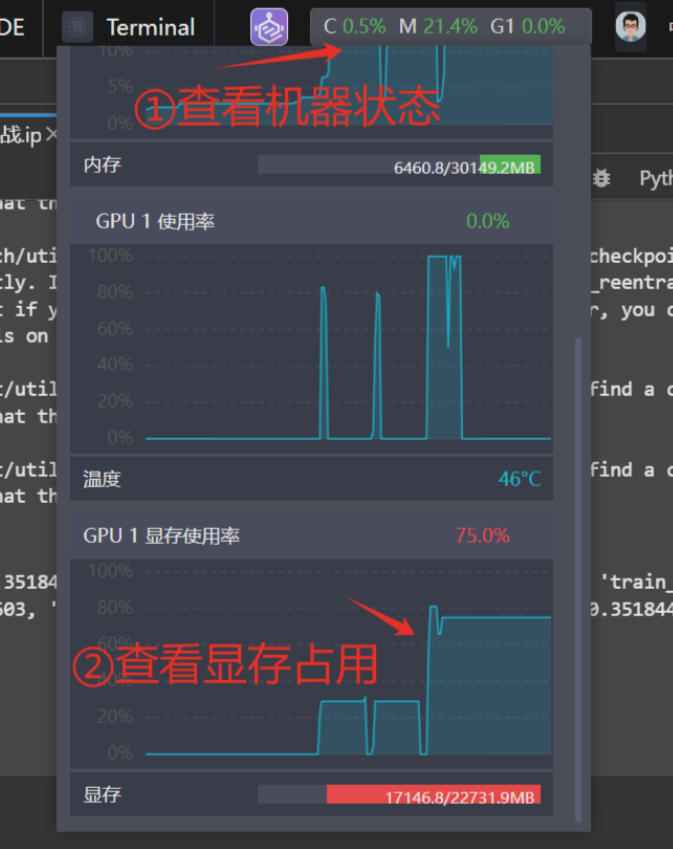 DE Terminal C 0.5% M 21.4% G1 0.0%
10%
5%
0%
①查看机器状态
战.ip
内存 6460.8/30149.2MB
Pyth
at th
GPU 1 使用率 0.0%
100%
80%
60%
40%
20%
0%
ch/uti
checkpoi
tly. I
_reentra
t if y
r, you c
ls on
t/util
find a c
hat th
t/util
find a c
hat th
温度 46°C
GPU 1 显存使用率 75.0%
100%
80%
60%
40%
20%
0%
.35184
'train_
503, '
0.351844
②查看显存占用
显存 17146.8/22731.9MB